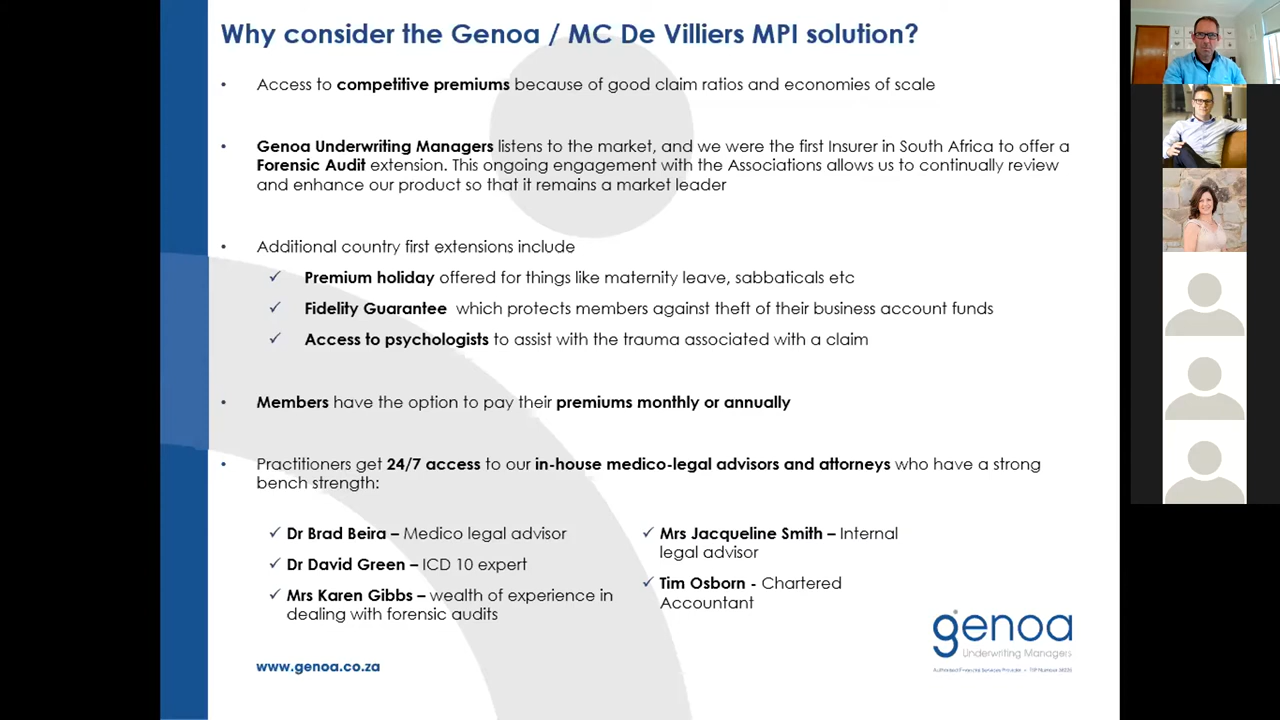 Why consider the Genoa / MC De Villiers MPI solution?
• Access to competitive premiums because of good claim ratios and economies of scale
• Genoa Underwriting Managers listens to the market, and we were the first Insurer in South Africa to offer a
Forensic Audit extension. This ongoing engagement with the Associations allows us to continually review
and enhance our product so that it remains a market leader
• Additional country first extensions include
✓ Premium holiday offered for things like maternity leave, sabbaticals etc
✓ Fidelity Guarantee which protects members against theft of their business account funds
✓ Access to psychologists to assist with the trauma associated with a claim
• Members have the option to pay their premiums monthly or annually
• Practitioners get 24/7 access to our in-house medico-legal advisors and attorneys who have a strong
bench strength:
✓ Dr Brad Beira – Medico legal advisor
✓ Dr David Green – ICD 10 expert
✓ Mrs Karen Gibbs – wealth of experience in
dealing with forensic audits
✓ Mrs Jacqueline Smith – Internal
legal advisor
✓ Tim Osborn - Chartered
Accountant
genoa
Underwriting Managers
Authorised Financial Services Provider
www.genoa.co.za